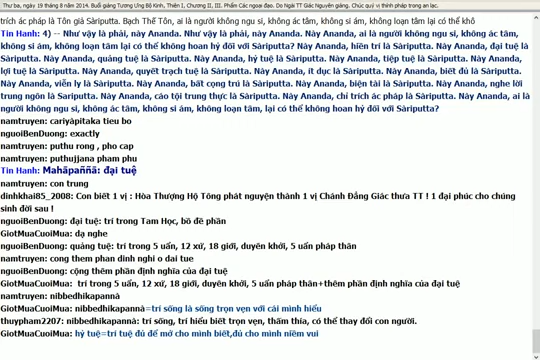 Thư ba, ngày 19 tháng 8 năm 2014. Buổi giảng Tương Ưng Bộ Kinh, Thiên I, Chương II, III. Phẩm Các ngoại đạo. Do Ngài TT Giác Nguyên giảng. Chúc quý vị thính pháp trong an lạc.
trích ác pháp là Tôn giả Sàriputta. Bạch Thế Tôn, ai là người không ngu si, không ác tâm, không si ám, không loạn tâm lại có thể khô
Tín Hanh: 4) -- Như vậy là phải, này Ananda. Như vậy là phải, này Ananda. Này Ananda, ai là người không ngu si, không ác tâm,
không si ám, không loạn tâm lại có thể không hoan hỷ đối với Sàriputta? Này Ananda, hiền trí là Sàriputta. Này Ananda, đại tuệ là
Sàriputta. Này Ananda, quảng tuệ là Sàriputta. Này Ananda, hỷ tuệ là Sàriputta. Này Ananda, tiệp tuệ là Sàriputta. Này Ananda,
lợi tuệ là Sàriputta. Này Ananda, quyết trạch tuệ là Sàriputta. Này Ananda, ít dục là Sàriputta. Này Ananda, biết đủ là Sàriputta.
Này Ananda, viễn ly là Sàriputta. Này Ananda, bất cọng trú là Sàriputta. Này Ananda, biện tài là Sàriputta. Này Ananda, nghe lời
trung ngôn là Sariputta. Này Ananda, cáo tội trung thực là Sàriputta. Này Ananda, chỉ trích ác pháp là Sàriputta. Này Ananda, ai là
người không ngu si, không ác tâm, không si ám, không loạn tâm, lại có thể không hoan hỷ đối với Sàriputta?
namtruyen: cariyàpitaka tieu bo
nguoiBenDuong: exactly
namtruyen: puthu rong , pho cap
namtruyen: puthujjana pham phu
Tín Hanh: Mahāpaññā: đại tuệ
namtruyen: con trung
dinhkhai85_2008: Con biết 1 vị : Hòa Thượng Hộ Tông Phát nguyện thành 1 vị Chánh Đẳng Giác thưa TT ! 1 đại phúc cho chúng
sinh đời sau !
nguoiBenDuong: đại tuệ: trí trong Tam Học, bồ đề phần
GiotMuaCuoiMua: dạ nghe
nguoiBenDuong: quảng tuệ: trí trong 5 uẩn, 12 xứ, 18 giới, duyên khởi, 5 uẩn pháp thân
namtruyen: cong them phan dinh nghi o dai tue
nguoiBenDuong: cộng thêm phần định nghĩa của đại tuệ
GiotMuaCuoiMua: trí trong 5 uẩn, 12 xứ, 18 giới, duyên khởi, 5 uẩn pháp thân+thêm phần định nghĩa của đại tuệ
namtruyen: nibbedhikapannà
GiotMuaCuoiMua: nibbedhikapannà=trí sống là sống trọn vẹn với cái mình hiểu
thuypham2207: nibbedhikapannà: trí sống, trí hiểu biết trọn vẹn, thấm thía, có thể thay đổi con người.
GiotMuaCuoiMua: hỷ tuệ=trí tuệ đủ để mở cho mình biết,đủ cho mình niềm vui